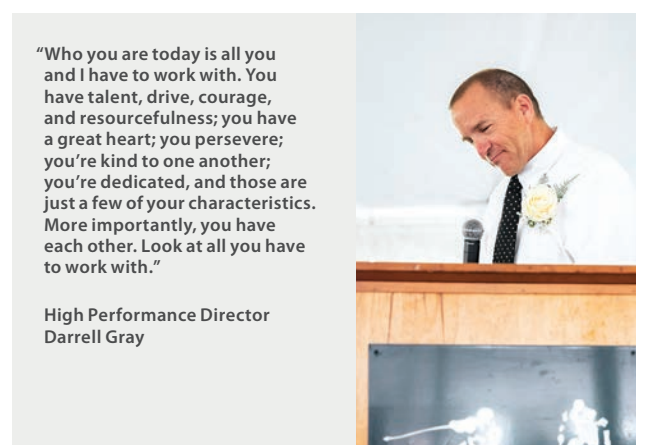 “Who you are today is all you
and I have to work with. You
have talent, drive, courage,
and resourcefulness; you have
a great heart; you persevere;
you’re kind to one another;
you’re dedicated, and those are
just a few of your characteristics.
More importantly, you have
each other. Look at all you have
to work with.”
High Performance Director
Darrell Gray